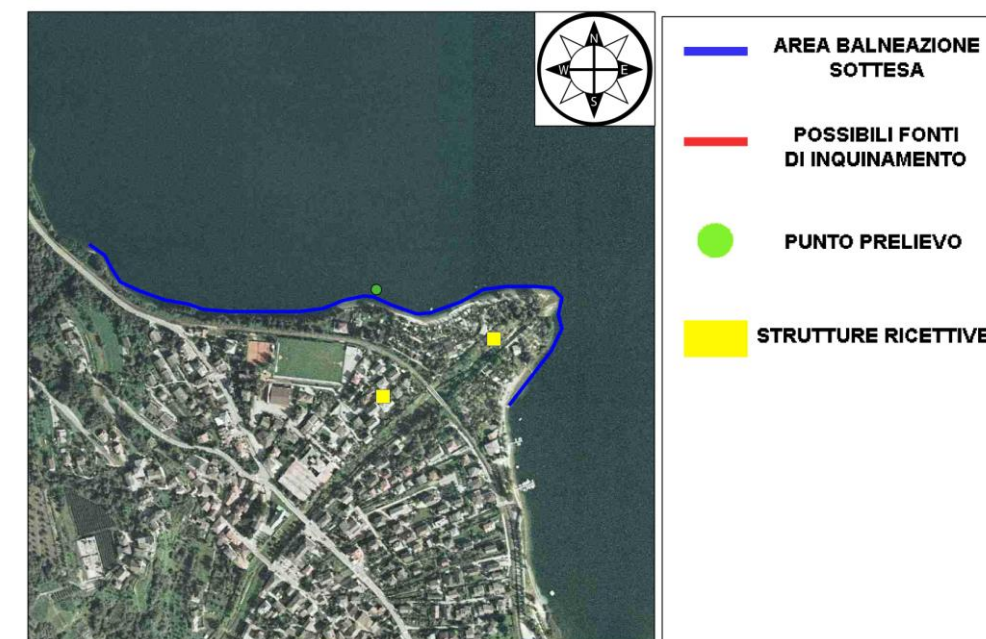 N
W E
S
AREA BALNEAZIONE
SOTTESA
POSSIBILI FONTI
DI INQUINAMENTO
PUNTO PRELIEVO
STRUTTURE RICETTIVE